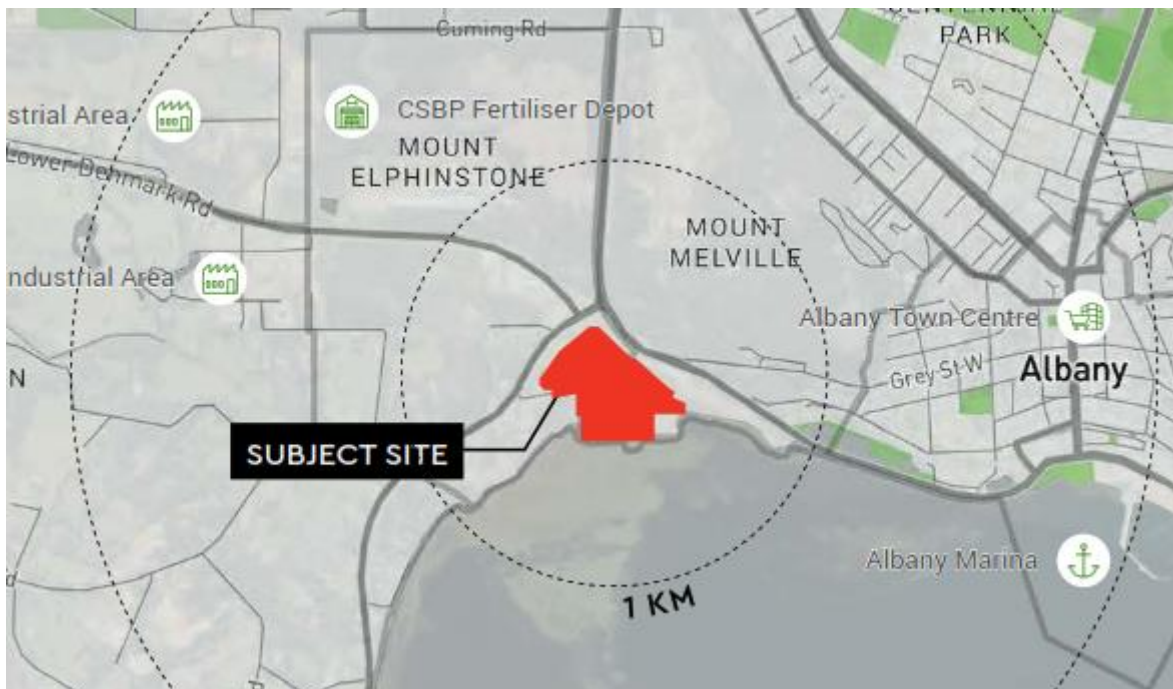 Cuming Rd
PARK
strial Area
CSBP Fertiliser Depot
MOUNT
ELPHINSTONE
Lower Denmark Rd
MOUNT
MELVILLE
ndustrial Area
Albany Town Centre
Grey St W
Albany
N
SUBJECT SITE
Albany Marina
1 KM